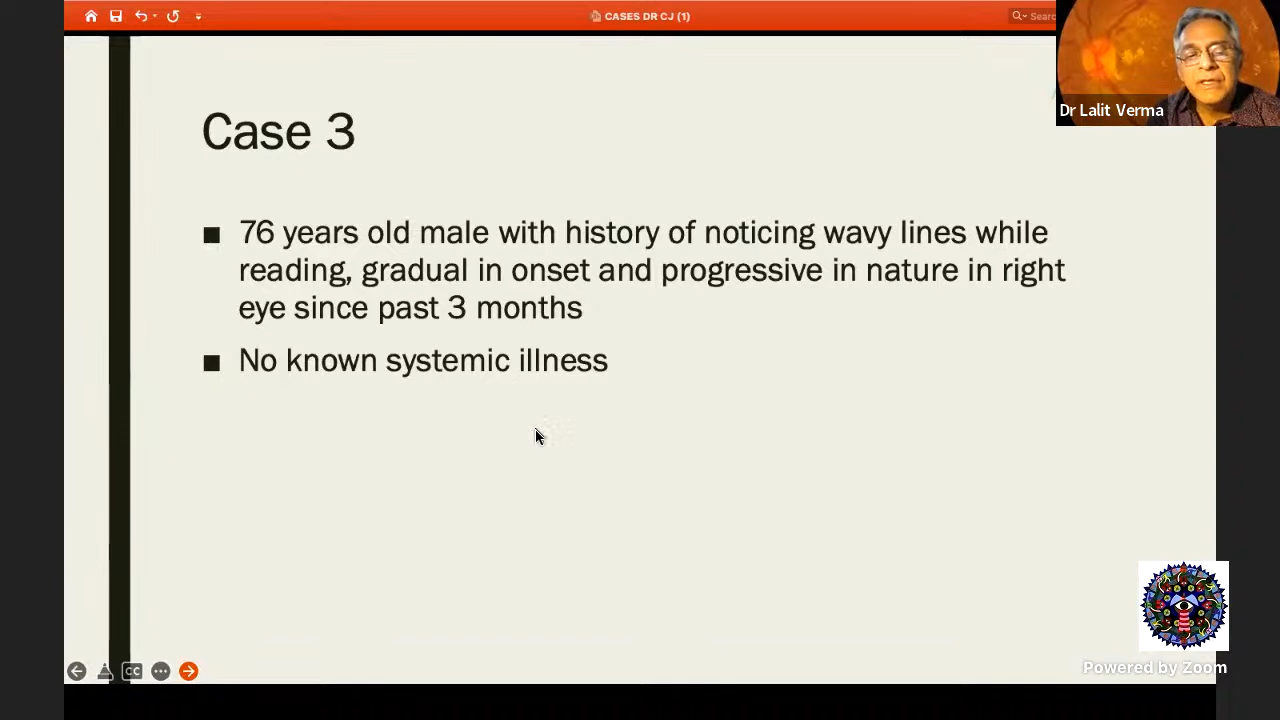 CASES DR CJ (1)
Sear
Dr Lalit Verma
Case 3
76 years old male with history of noticing wavy lines while
reading, gradual in onset and progressive in nature in right
eye since past 3 months
No known systemic illness
CC
Powered by Zoom